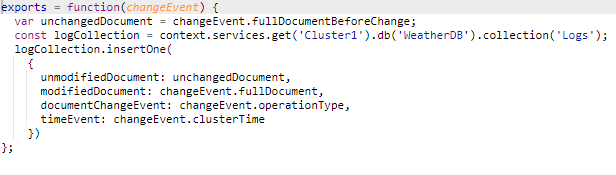 exports = function(changeEvent) {
  var unchangedDocument = changeEvent.fullDocumentBeforeChange;
  const logCollection = context.services.get('Cluster1').db('WeatherDB').collection('Logs');
  logCollection.insertOne(
    {
      unmodifiedDocument: unchangedDocument,
      modifiedDocument: changeEvent.fullDocument,
      documentChangeEvent: changeEvent.operationType,
      timeEvent: changeEvent.clusterTime
    })
};